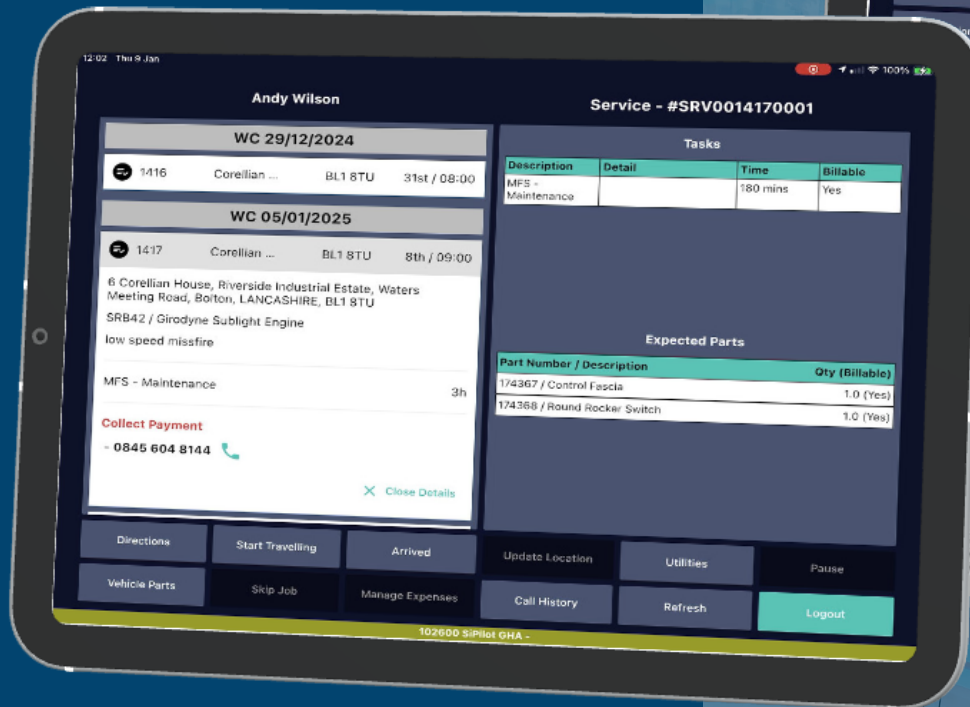 12:02 Thu 9 Jan
100%
Andy Wilson
Service - #SRV0014170001
WC 29/12/2024
1416 Corellian ... BL1 8TU 31st / 08:00
WC 05/01/2025
1417 Corellian ... BL1 8TU 8th / 09:00
6 Corellian House, Riverside Industrial Estate, Waters
Meeting Road, Bolton, LANCASHIRE, BL1 8TU
SRB42 / Girodyne Sublight Engine
low speed missfire
MFS - Maintenance 3h
Collect Payment
- 0845 604 8144
Close Details
Tasks
Description Detail Time Billable
MFS -
Maintenance
180 mins Yes
Expected Parts
Part Number / Description Qty (Billable)
174367 / Control Fascia 1.0 (Yes)
174368 / Round Rocker Switch 1.0 (Yes)
Directions Start Travelling Arrived Update Location Utilities Pause
Vehicle Parts Skip Job Manage Expenses Call History Refresh Logout
102600 SiPilot GHA -